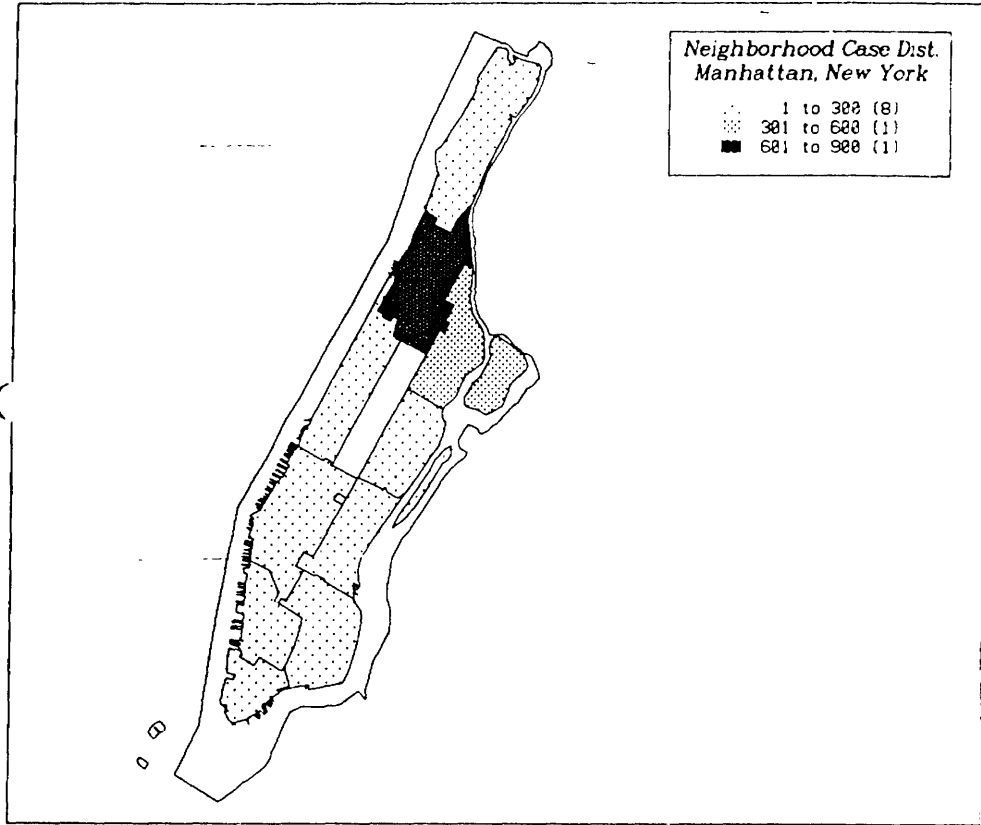 Neighborhood Case Dist.
Manhattan, New York
1 to 300 (8)
301 to 600 (1)
601 to 900 (1)